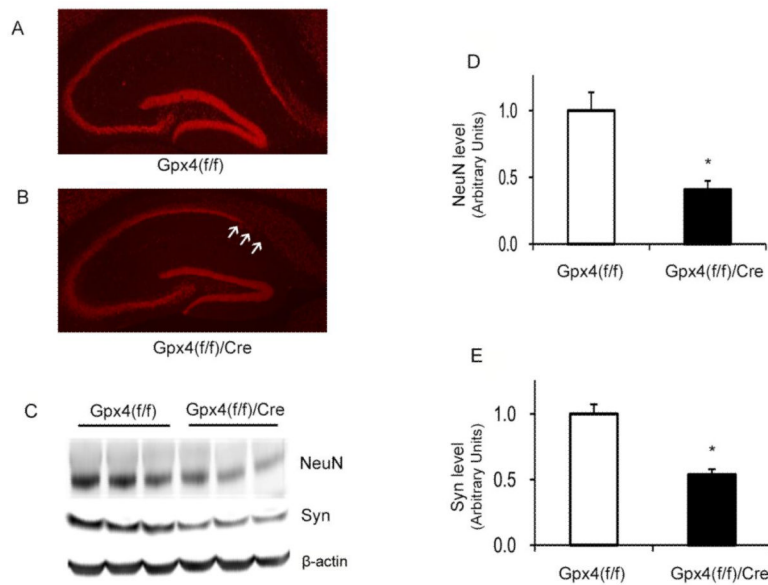 A
Gpx4(f/f)
B
Gpx4(f/f)/Cre
C
Gpx4(f/f) Gpx4(f/f)/Cre
NeuN
Syn
β-actin
D
NeuN level
(Arbitrary Units)
1.0
0.5
0.0
*
Gpx4(f/f) Gpx4(f/f)/Cre
E
Syn level
(Arbitrary Units)
1.0
0.5
0.0
*
Gpx4(f/f) Gpx4(f/f)/Cre